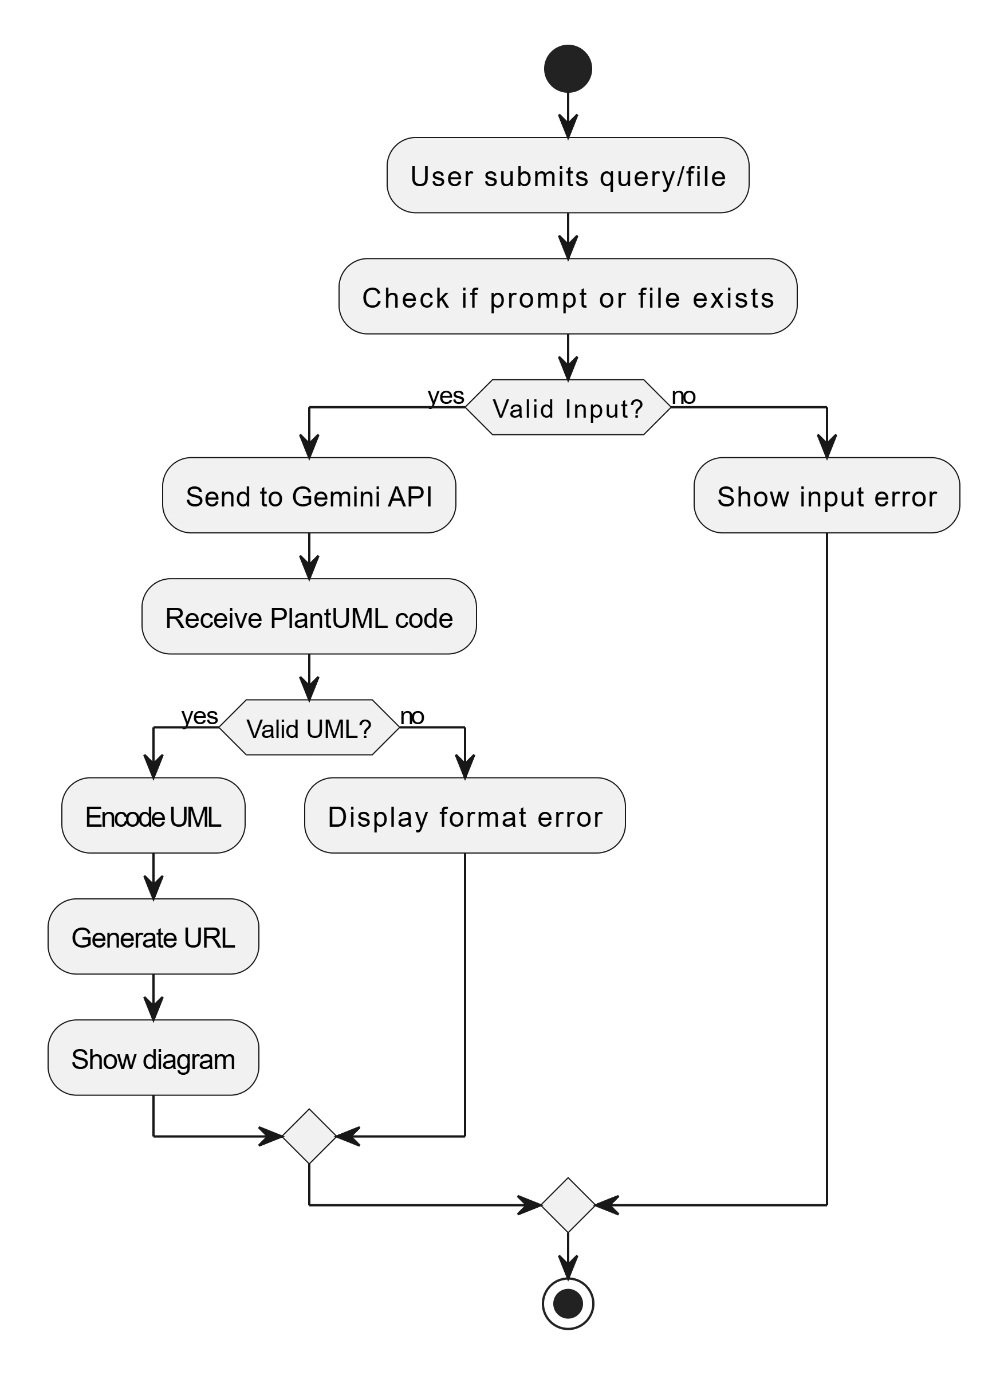 User submits query/file
Check if prompt or file exists
yes
Valid Input?
no
Send to Gemini API
Show input error
Receive PlantUML code
yes
Valid UML?
no
Encode UML
Display format error
Generate URL
Show diagram